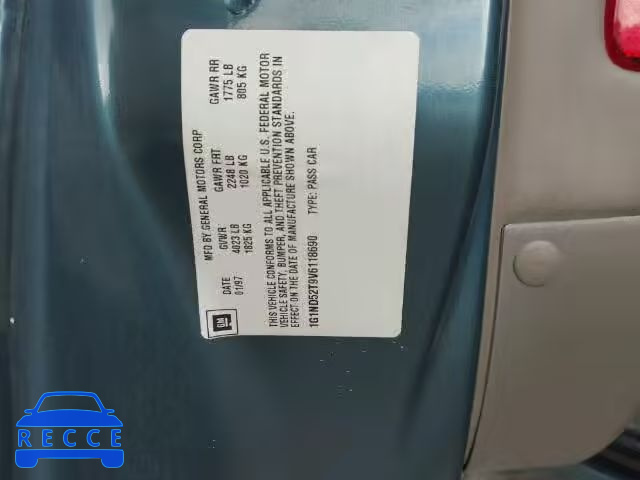 MFD BY GENERAL MOTORS CORP
DATE GVWR GAWR FRT GAWR RR
01/97 4023 LB 2248 LB 1775 LB
1825 KG 1020 KG 805 KG
THIS VEHICLE CONFORMS TO ALL APPLICABLE U.S. FEDERAL MOTOR
VEHICLE SAFETY, BUMPER, AND THEFT PREVENTION STANDARDS IN
EFFECT ON THE DATE OF MANUFACTURE SHOWN ABOVE.
1G1ND52T9V6118690 TYPE: PASS CAR
GM
RECCE